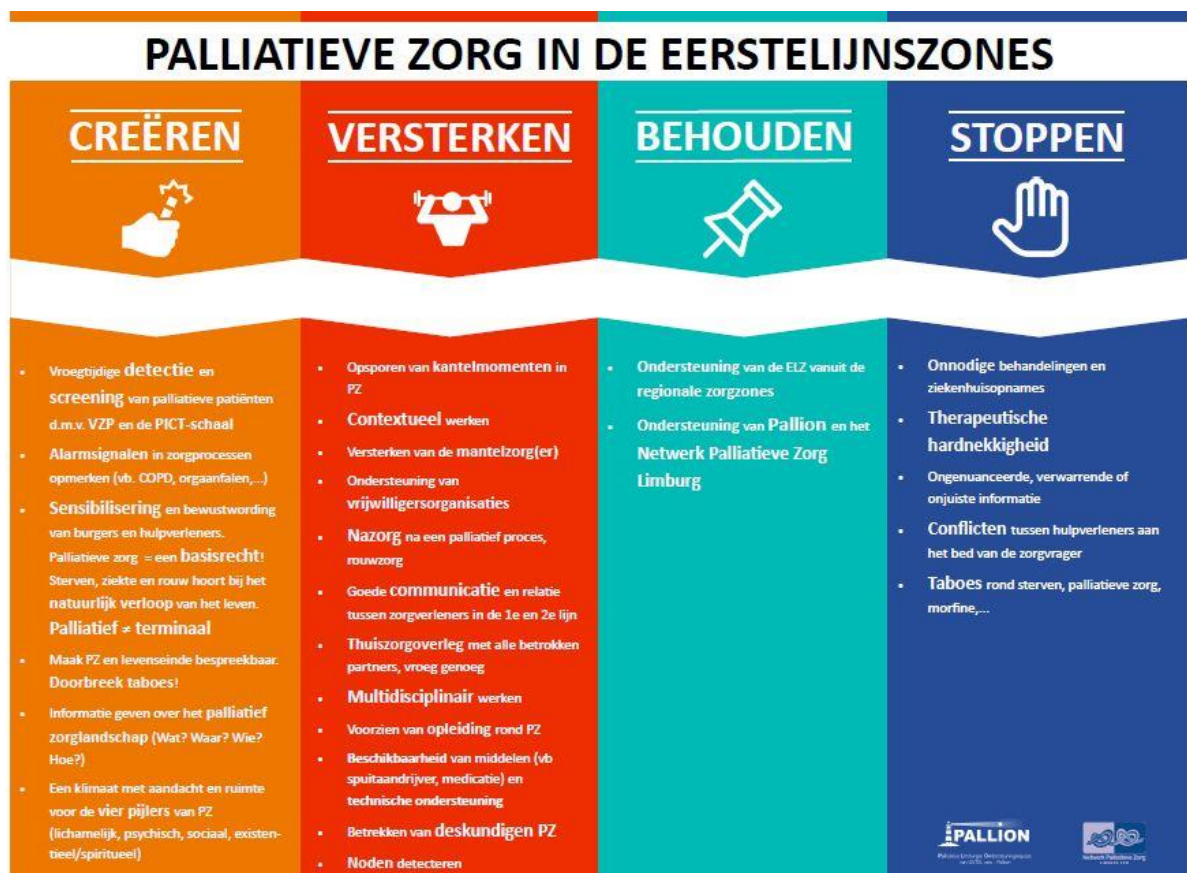 PALLIATIEVE ZORG IN DE EERSTELIJNSZONES
CREËREN
Vroegtijdige detectie en
screening van palliatieve patiënten
d.m.v. VZP en de PICT-schaal
Alarmsignalen in zorgprocessen
opmerken (vb. COPD, orgaanfalen,...)
Sensibilisering en bewustwording
van burgers en hulpverleners.
Palliatieve zorg = een basisrecht!
Sterven, ziekte en rouw hoort bij het
natuurlijk verloop van het leven.
Palliatief ≠ terminaal
Maak PZ en levenseinde bespreekbaar.
Doorbreek taboes!
Informatie geven over het palliatief
zorglandschap (Wat? Waar? Wie?
Hoe?)
Een klimaat met aandacht en ruimte
voor de vier pijlers van PZ
(lichamelijk, psychisch, sociaal, existen-
tieel/spiritueel)
VERSTERKEN
Opsporen van kantelmomenten in
PZ
Contextueel werken
Versterken van de mantelzorg(er)
Ondersteuning van
vrijwilligersorganisaties
Nazorg na een palliatief proces,
rouwzorg
Goede communicatie en relatie
tussen zorgverleners in de 1e en 2e lijn
Thuiszorgoverleg met alle betrokken
partners, vroeg genoeg
Multidisciplinair werken
Voorzien van opleiding rond PZ
Beschikbaarheid van middelen (vb
spuitaandrijver, medicatie) en
technische ondersteuning
Betrekken van deskundigen PZ
Noden detecteren
BEHOUDEN
Ondersteuning van de ELZ vanuit de
regionale zorgzones
Ondersteuning van Pallion en het
Netwerk Palliatieve Zorg
Limburg
STOPPEN
Onnodige behandelingen en
ziekenhuisopnames
Therapeutische
hardnekkigheid
Ongenuanceerde, verwarrende of
onjuiste informatie
Conflicten tussen hulpverleners aan
het bed van de zorgvrager
Taboes rond sterven, palliatieve zorg,
morfine,...
PALLION
Netwerk Palliatieve Zorg